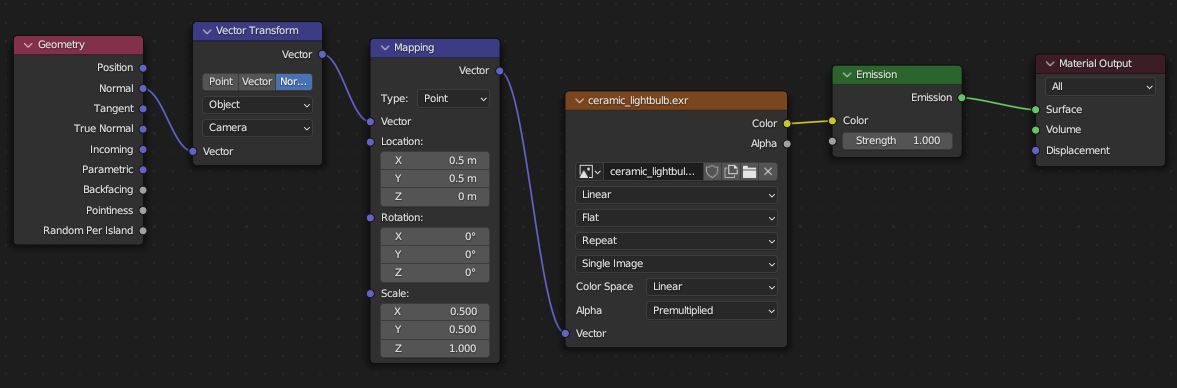 Geometry
Position
Normal
Tangent
True Normal
Incoming
Parametric
Backfacing
Pointiness
Random Per Island
Vector Transform
Vector
Point Vector Nor...
Object
Camera
Vector
Mapping
Vector
Type: Point
Vector
Location:
X 0.5 m
Y 0.5 m
Z 0 m
Rotation:
X 0°
Y 0°
Z 0°
Scale:
X 0.500
Y 0.500
Z 1.000
ceramic_lightbulb.exr
Color
Alpha
ceramic_lightbul...
Linear
Flat
Repeat
Single Image
Color Space Linear
Alpha Premultiplied
Vector
Emission
Emission
Color
Strength 1.000
Material Output
All
Surface
Volume
Displacement